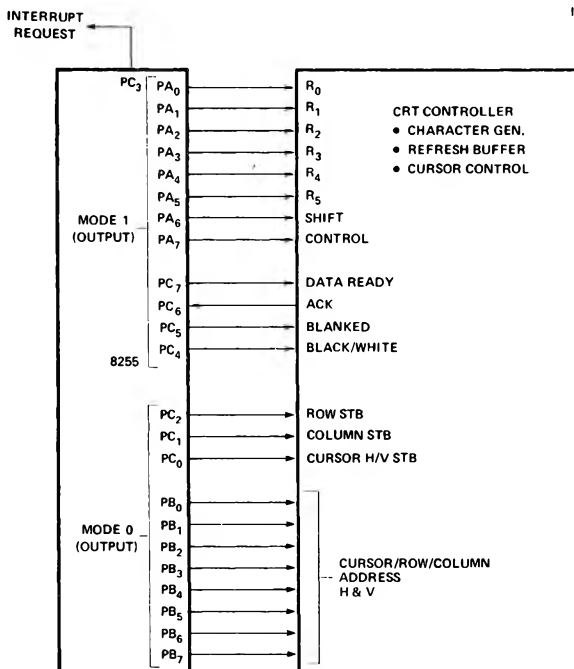 INTERRUPT
REQUEST
PC3
PA0 R0
PA1 R1
PA2 R2
PA3 R3
PA4 R4
PA5 R5
PA6 SHIFT
PA7 CONTROL
MODE 1
(OUTPUT)
CRT CONTROLLER
• CHARACTER GEN.
• REFRESH BUFFER
• CURSOR CONTROL
PC7 DATA READY
PC6 ACK
PC5 BLANKED
PC4 BLACK/WHITE
8255
PC2 ROW STB
PC1 COLUMN STB
PC0 CURSOR H/V STB
MODE 0
(OUTPUT)
PB0
PB1
PB2
PB3
PB4
PB5
PB6
PB7
CURSOR/ROW/COLUMN
ADDRESS
H & V